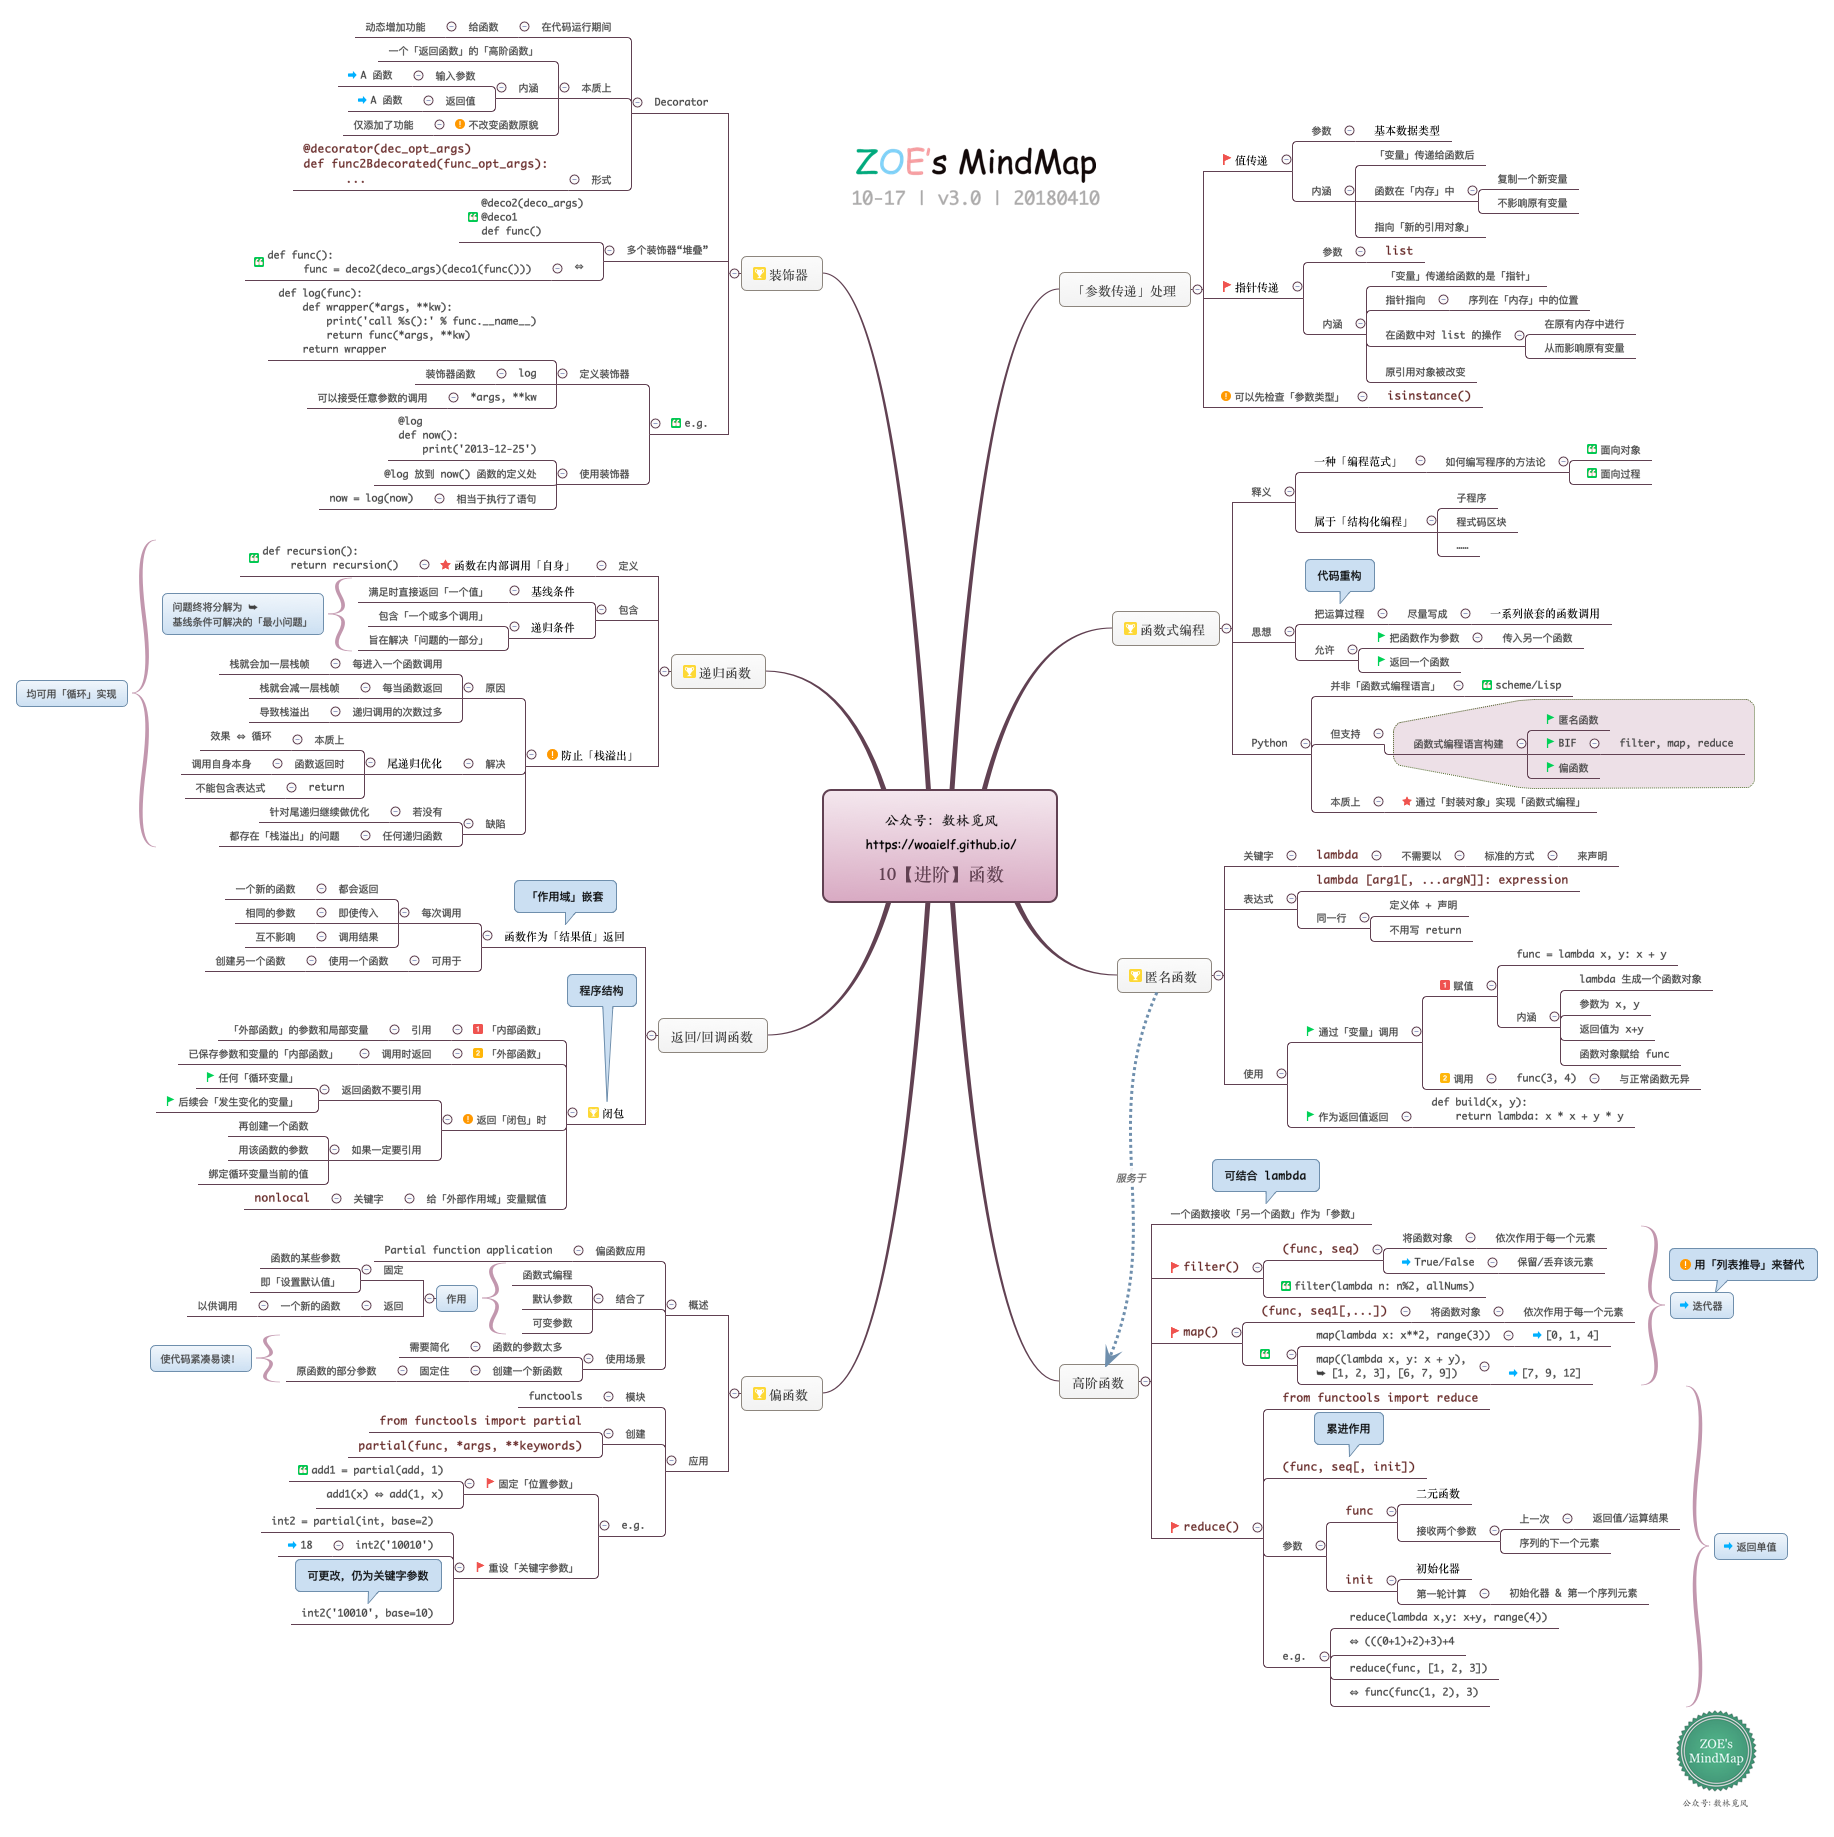 ZOE's MindMap
10-17 | v3.0 | 20180410
公众号: 数林觅风
https://woaielf.github.io/
10【进阶】函数
「参数传递」处理
值传递
参数
基本数据类型
内涵
「变量」传递给函数后
函数在「内存」中
复制一个新变量
不影响原有变量
指向「新的引用对象」
指针传递
参数
list
内涵
「变量」传递给函数的是「指针」
指针指向
序列在「内存」中的位置
在函数中对 list 的操作
在原有内存中进行
从而影响原有变量
原引用对象被改变
可以先检查「参数类型」
isinstance()
函数式编程
释义
一种「编程范式」
如何编写程序的方法论
面向对象
面向过程
属于「结构化编程」
子程序
程式码区块
……
代码重构
思想
把运算过程
尽量写成
一系列嵌套的函数调用
允许
把函数作为参数
传入另一个函数
返回一个函数
Python
并非「函数式编程语言」
scheme/Lisp
但支持
函数式编程语言构建
匿名函数
BIF
filter, map, reduce
偏函数
本质上
通过「封装对象」实现「函数式编程」
匿名函数
关键字
lambda
不需要以
标准的方式
来声明
表达式
lambda [arg1[, ...argN]]: expression
同一行
定义体 + 声明
不用写 return
使用
通过「变量」调用
1 赋值
func = lambda x, y: x + y
内涵
lambda 生成一个函数对象
参数为 x, y
返回值为 x+y
函数对象赋给 func
2 调用
func(3, 4)
与正常函数无异
作为返回值返回
def build(x, y):
return lambda: x * x + y * y
服务于
高阶函数
可结合 lambda
一个函数接收「另一个函数」作为「参数」
filter()
(func, seq)
将函数对象
依次作用于每一个元素
True/False
保留/丢弃该元素
filter(lambda n: n%2, allNums)
map()
(func, seq1[,...])
将函数对象
依次作用于每一个元素
map(lambda x: x**2, range(3))
[0, 1, 4]
map((lambda x, y: x + y),
➥ [1, 2, 3], [6, 7, 9])
[7, 9, 12]
用「列表推导」来替代
迭代器
reduce()
from functools import reduce
累进作用
(func, seq[, init])
参数
func
二元函数
接收两个参数
上一次
返回值/运算结果
序列的下一个元素
init
初始化器
第一轮计算
初始化器 & 第一个序列元素
e.g.
reduce(lambda x,y: x+y, range(4))
⇔ (((0+1)+2)+3)+4
reduce(func, [1, 2, 3])
⇔ func(func(1, 2), 3)
返回单值
装饰器
Decorator
在代码运行期间
给函数
动态增加功能
本质上
一个「返回函数」的「高阶函数」
内涵
输入参数
A 函数
返回值
A 函数
不改变函数原貌
仅添加了功能
形式
@decorator(dec_opt_args)
def func2Bdecorated(func_opt_args):
...
多个装饰器“堆叠”
@deco2(deco_args)
@deco1
def func()
⇔
def func():
func = deco2(deco_args)(deco1(func()))
e.g.
def log(func):
def wrapper(*args, **kw):
print('call %s():' % func.__name__)
return func(*args, **kw)
return wrapper
定义装饰器
log
装饰器函数
*args, **kw
可以接受任意参数的调用
使用装饰器
@log
def now():
print('2013-12-25')
@log 放到 now() 函数的定义处
相当于执行了语句
now = log(now)
递归函数
定义
函数在内部调用「自身」
def recursion():
return recursion()
包含
基线条件
满足时直接返回「一个值」
递归条件
包含「一个或多个调用」
旨在解决「问题的一部分」
问题终将分解为 ➥
基线条件可解决的「最小问题」
防止「栈溢出」
原因
每进入一个函数调用
栈就会加一层栈帧
每当函数返回
栈就会减一层栈帧
递归调用的次数过多
导致栈溢出
解决
尾递归优化
本质上
效果 ⇔ 循环
函数返回时
调用自身本身
return
不能包含表达式
缺陷
若没有
针对尾递归继续做优化
任何递归函数
都存在「栈溢出」的问题
均可用「循环」实现
返回/回调函数
「作用域」嵌套
函数作为「结果值」返回
每次调用
都会返回
一个新的函数
即使传入
相同的参数
调用结果
互不影响
可用于
使用一个函数
创建另一个函数
程序结构
闭包
1 「内部函数」
引用
「外部函数」的参数和局部变量
2 「外部函数」
调用时返回
已保存参数和变量的「内部函数」
返回「闭包」时
返回函数不要引用
任何「循环变量」
后续会「发生变化的变量」
如果一定要引用
再创建一个函数
用该函数的参数
绑定循环变量当前的值
给「外部作用域」变量赋值
关键字
nonlocal
偏函数
概述
偏函数应用
Partial function application
结合了
函数式编程
默认参数
可变参数
作用
固定
函数的某些参数
即「设置默认值」
返回
一个新的函数
以供调用
使用场景
函数的参数太多
需要简化
创建一个新函数
固定住
原函数的部分参数
使代码紧凑易读!
应用
模块
functools
创建
from functools import partial
partial(func, *args, **keywords)
e.g.
固定「位置参数」
add1 = partial(add, 1)
add1(x) ⇔ add(1, x)
重设「关键字参数」
int2 = partial(int, base=2)
int2('10010')
18
可更改, 仍为关键字参数
int2('10010', base=10)
ZOE's
MindMap
公众号: 数林觅风